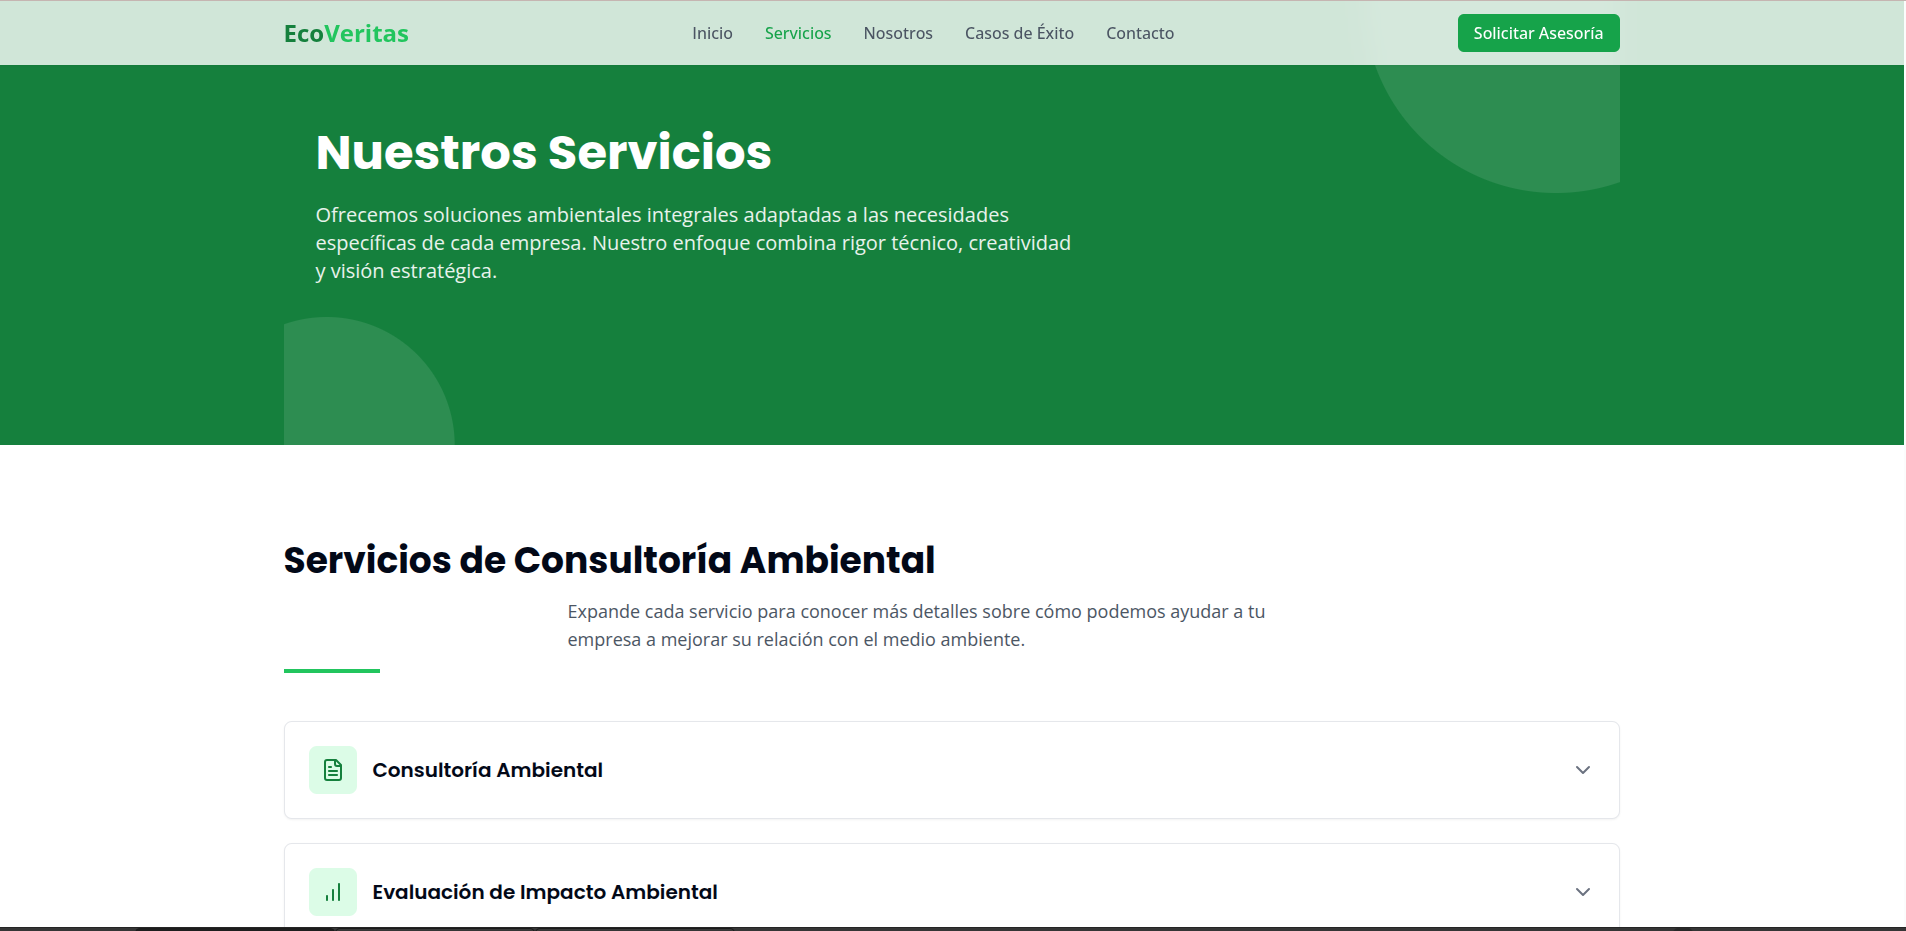 EcoVeritas
Inicio
Servicios
Nosotros
Casos de Éxito
Contacto
Solicitar Asesoría
Nuestros Servicios
Ofrecemos soluciones ambientales integrales adaptadas a las necesidades
específicas de cada empresa. Nuestro enfoque combina rigor técnico, creatividad
y visión estratégica.
Servicios de Consultoría Ambiental
Expande cada servicio para conocer más detalles sobre cómo podemos ayudar a tu
empresa a mejorar su relación con el medio ambiente.
Consultoría Ambiental
Evaluación de Impacto Ambiental